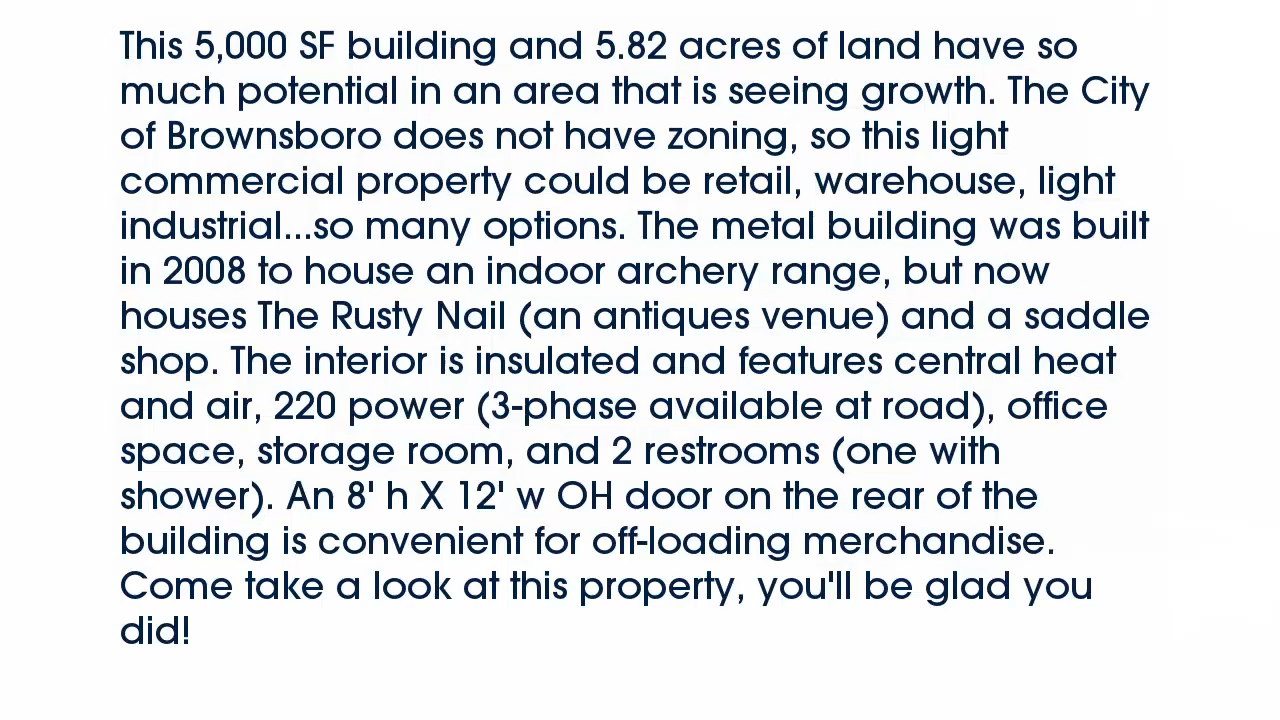 This 5,000 SF building and 5.82 acres of land have so
much potential in an area that is seeing growth. The City
of Brownsboro does not have zoning, so this light
commercial property could be retail, warehouse, light
industrial...so many options. The metal building was built
in 2008 to house an indoor archery range, but now
houses The Rusty Nail (an antiques venue) and a saddle
shop. The interior is insulated and features central heat
and air, 220 power (3-phase available at road), office
space, storage room, and 2 restrooms (one with
shower). An 8' h X 12' w OH door on the rear of the
building is convenient for off-loading merchandise.
Come take a look at this property, you'll be glad you
did!